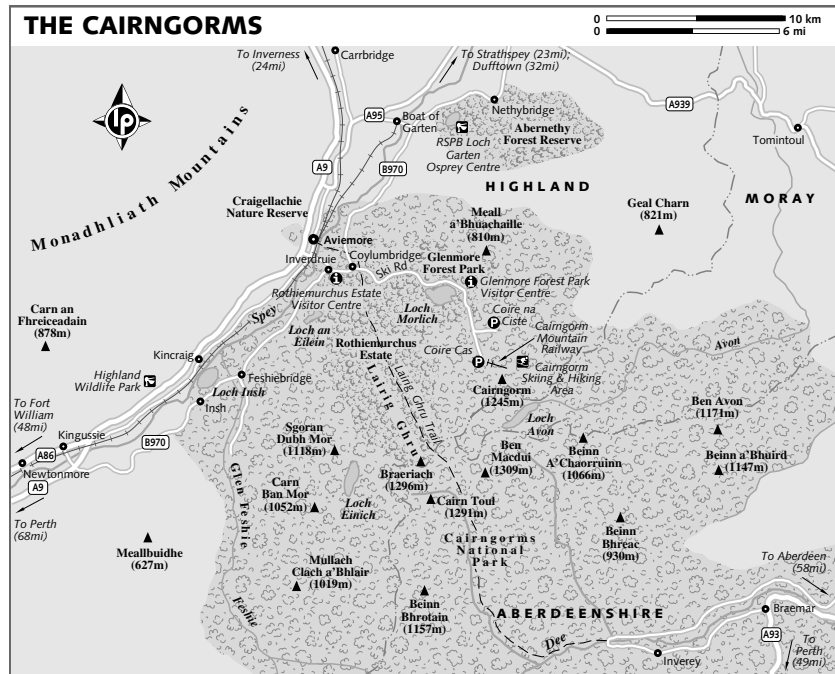 THE CAIRNGORMS
0 10 km
0 6 mi
To Inverness
(24mi)
Carrbridge
To Strathspey (23mi);
Dufftown (32mi)
lp
A95
Boat of
Garten
Nethybridge
A939
Abernethy
Forest Reserve
RSPB Loch
Garten
Osprey Centre
Tomintoul
A9
B970
HIGHLAND
MORAY
Monadhliath Mountains
Craigellachie
Nature Reserve
Meall
a'Bhuachaille
(810m)
Geal Charn
(821m)
Aviemore
Coylumbridge
Inverdruie
Ski Rd
Glenmore
Forest Park
Glenmore Forest Park
Visitor Centre
Rothiemurchus Estate
Visitor Centre
Loch
Morlich
Coire na
Ciste
Carn an
Fhreiceadain
(878m)
Spey
Loch an
Eilein
Rothiemurchus
Estate
Cairngorm
Mountain
Railway
Avon
Kincraig
Coire Cas
Highland
Wildlife Park
Feshiebridge
Lairig Ghru
Lairig Ghru Trail
Cairngorm
Skiing & Hiking
Area
Cairngorm
(1245m)
Loch Insh
Insh
To Fort
William
(48mi)
Loch
Avon
Ben Avon
(1171m)
Kingussie
B970
A86
Newtonmore
A9
Sgoran
Dubh Mor
(1118m)
Ben
Macdui
(1309m)
Beinn
A'Chaorruinn
(1066m)
Beinn a'Bhuird
(1147m)
Braeriach
(1296m)
Glen Feshie
Carn
Ban Mor
(1052m)
Loch
Einich
Cairn Toul
(1291m)
To Perth
(68mi)
Meallbuidhe
(627m)
Cairngorms
National
Park
Beinn
Bhreac
(930m)
Mullach
Clach a'Bhlair
(1019m)
To Aberdeen
(58mi)
Feshie
Beinn
Bhrotain
(1157m)
ABERDEENSHIRE
Braemar
Dee
A93
Inverey
To
Perth
(49mi)